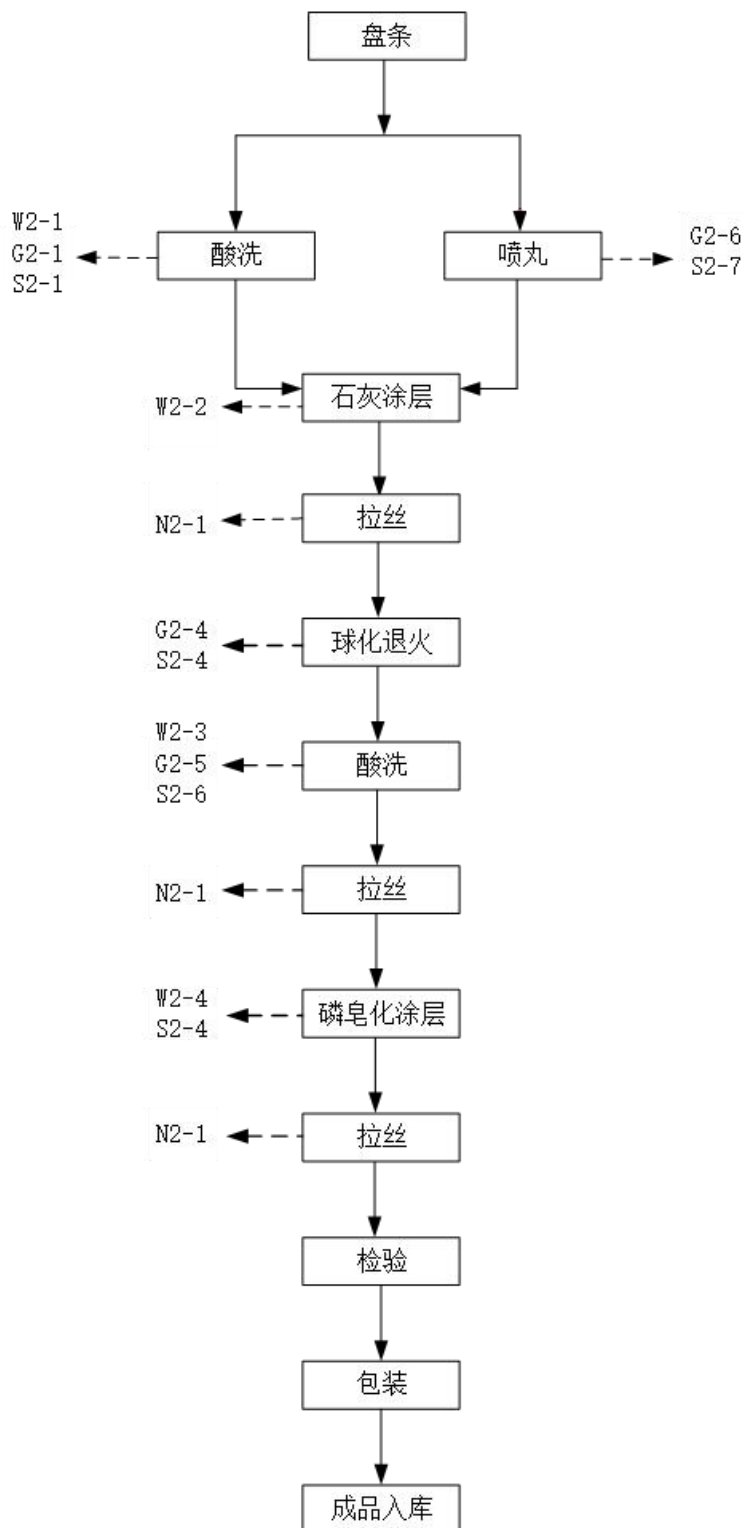 盘条
W2-1
G2-1
S2-1
酸洗
喷丸
G2-6
S2-7
W2-2
石灰涂层
N2-1
拉丝
G2-4
S2-4
球化退火
W2-3
G2-5
S2-6
酸洗
N2-1
拉丝
W2-4
S2-4
磷皂化涂层
N2-1
拉丝
检验
包装
成品入库